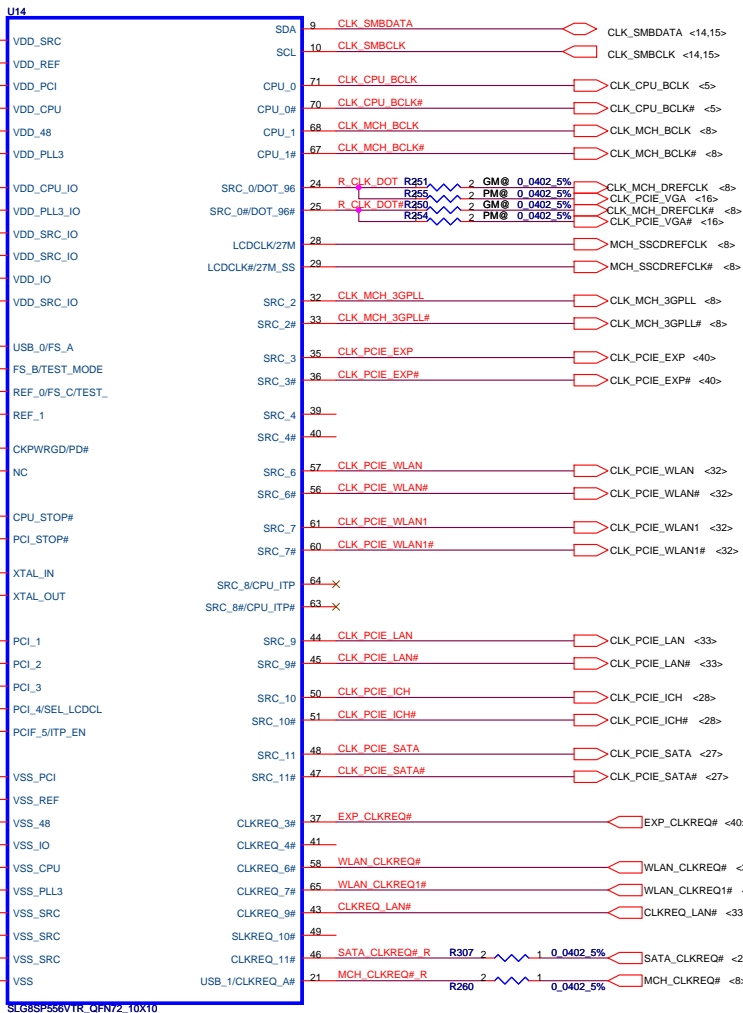 U14
SDA 9 CLK_SMBDATA CLK_SMBDATA <14,15>
VDD_SRC SCL 10 CLK_SMBCLK CLK_SMBCLK <14,15>
VDD_REF
VDD_PCI CPU_0 71 CLK_CPU_BCLK CLK_CPU_BCLK <5>
VDD_CPU CPU_0# 70 CLK_CPU_BCLK# CLK_CPU_BCLK# <5>
VDD_48 CPU_1 68 CLK_MCH_BCLK CLK_MCH_BCLK <8>
VDD_PLL3 CPU_1# 67 CLK_MCH_BCLK# CLK_MCH_BCLK# <8>
VDD_CPU_IO SRC_0/DOT_96 24 R_CLK_DOT R251 2 GM@ 0_0402_5% CLK_MCH_DREFCLK <8>
R255 2 PM@ 0_0402_5% CLK_PCIE_VGA <16>
VDD_PLL3_IO SRC_0#/DOT_96# 25 R_CLK_DOT# R250 2 GM@ 0_0402_5% CLK_MCH_DREFCLK# <8>
R254 2 PM@ 0_0402_5% CLK_PCIE_VGA# <16>
VDD_SRC_IO LCDCLK/27M 28 MCH_SSCDREFCLK <8>
VDD_SRC_IO LCDCLK#/27M_SS 29 MCH_SSCDREFCLK# <8>
VDD_IO
VDD_SRC_IO SRC_2 32 CLK_MCH_3GPLL CLK_MCH_3GPLL <8>
SRC_2# 33 CLK_MCH_3GPLL# CLK_MCH_3GPLL# <8>
USB_0/FS_A SRC_3 35 CLK_PCIE_EXP CLK_PCIE_EXP <40>
FS_B/TEST_MODE SRC_3# 36 CLK_PCIE_EXP# CLK_PCIE_EXP# <40>
REF_0/FS_C/TEST_
REF_1 SRC_4 39
SRC_4# 40
CKPWRGD/PD#
NC SRC_6 57 CLK_PCIE_WLAN CLK_PCIE_WLAN <32>
SRC_6# 56 CLK_PCIE_WLAN# CLK_PCIE_WLAN# <32>
CPU_STOP# SRC_7 61 CLK_PCIE_WLAN1 CLK_PCIE_WLAN1 <32>
PCI_STOP# SRC_7# 60 CLK_PCIE_WLAN1# CLK_PCIE_WLAN1# <32>
XTAL_IN SRC_8/CPU_ITP 64
XTAL_OUT SRC_8#/CPU_ITP# 63
PCI_1 SRC_9 44 CLK_PCIE_LAN CLK_PCIE_LAN <33>
PCI_2 SRC_9# 45 CLK_PCIE_LAN# CLK_PCIE_LAN# <33>
PCI_3 SRC_10 50 CLK_PCIE_ICH CLK_PCIE_ICH <28>
PCI_4/SEL_LCDCL SRC_10# 51 CLK_PCIE_ICH# CLK_PCIE_ICH# <28>
PCIF_5/ITP_EN
SRC_11 48 CLK_PCIE_SATA CLK_PCIE_SATA <27>
VSS_PCI SRC_11# 47 CLK_PCIE_SATA# CLK_PCIE_SATA# <27>
VSS_REF
VSS_48 CLKREQ_3# 37 EXP_CLKREQ# EXP_CLKREQ# <40
VSS_IO CLKREQ_4# 41
VSS_CPU CLKREQ_6# 58 WLAN_CLKREQ# WLAN_CLKREQ#
VSS_PLL3 CLKREQ_7# 65 WLAN_CLKREQ1# WLAN_CLKREQ1#
VSS_SRC CLKREQ_9# 43 CLKREQ_LAN# CLKREQ_LAN# <33
VSS_SRC SLKREQ_10# 49
VSS_SRC CLKREQ_11# 46 SATA_CLKREQ#_R R307 2 1 0_0402_5% SATA_CLKREQ# <2
VSS USB_1/CLKREQ_A# 21 MCH_CLKREQ#_R R260 2 1 0_0402_5% MCH_CLKREQ# <8
SLG8SP556VTR_QFN72_10X10